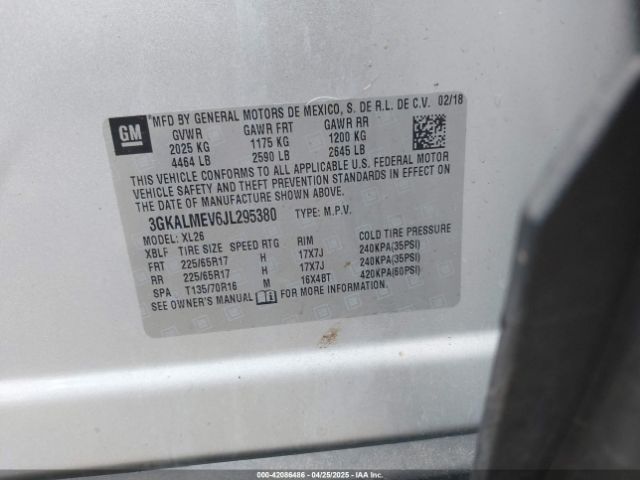 GM
*MFD BY GENERAL MOTORS DE MEXICO, S. DE R.L. DE C.V. 02/18
GVWR GAWR FRT GAWR RR
2025 KG 1175 KG 1200 KG
4464 LB 2590 LB 2645 LB
THIS VEHICLE CONFORMS TO ALL APPLICABLE U.S. FEDERAL MOTOR
VEHICLE SAFETY AND THEFT PREVENTION STANDARDS IN EFFECT ON
THE DATE OF MANUFACTURE SHOWN ABOVE.
3GKALMEV6JL295380 TYPE: M.P.V.
MODEL: XL26
XBLF TIRE SIZE SPEED RTG RIM COLD TIRE PRESSURE
FRT 225/65R17 H 17X7J 240KPA(35PSI)
RR 225/65R17 H 17X7J 240KPA(35PSI)
SPA T135/70R16 M 16X4BT 420KPA(60PSI)
SEE OWNER'S MANUAL FOR MORE INFORMATION.
000-42086486 - 04/25/2025 - IAAI.COM